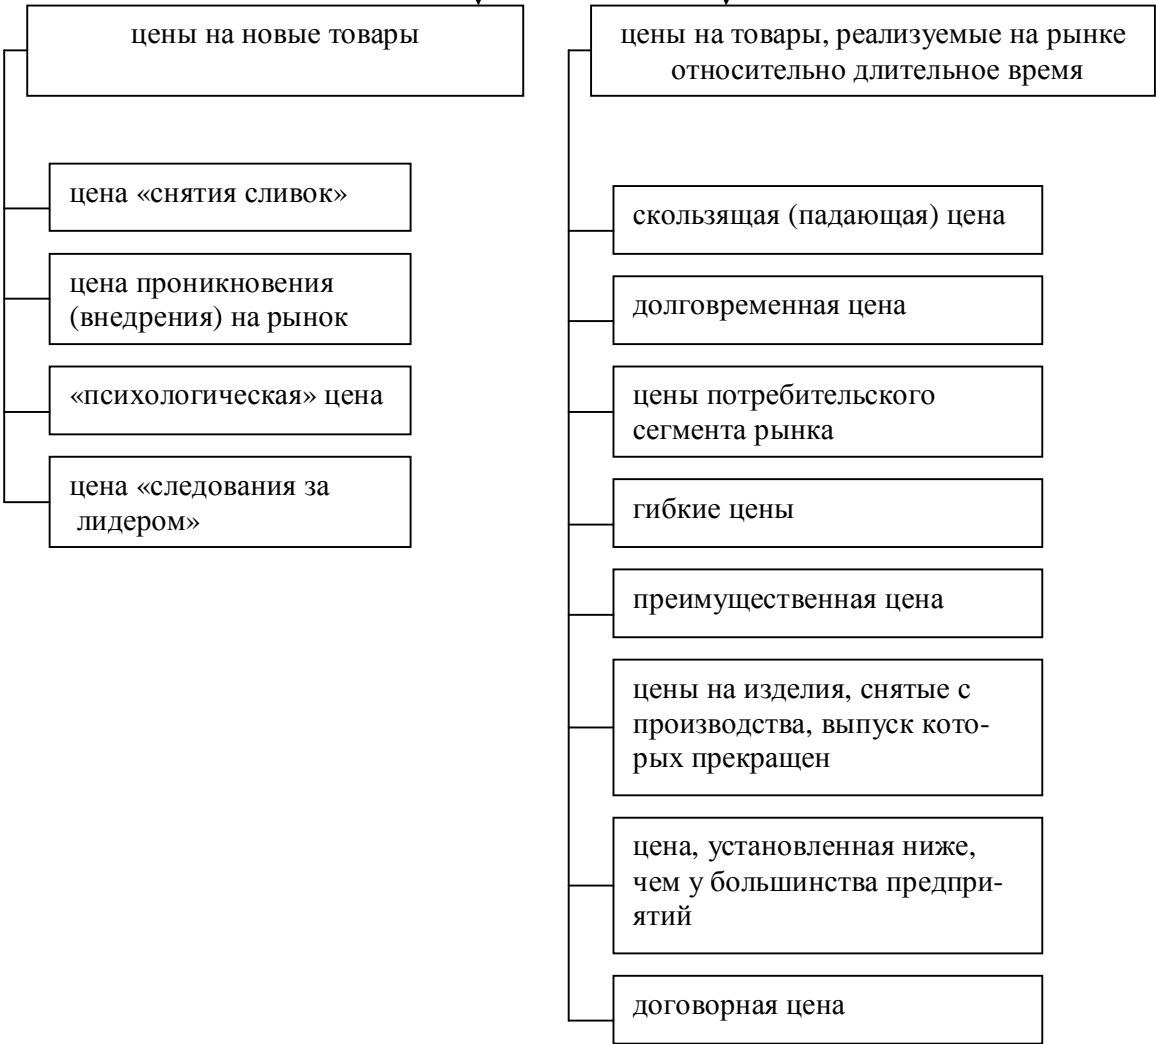 цены на новые товары
цена «снятия сливок»
цена проникновения
(внедрения) на рынок
«психологическая» цена
цена «следования за
лидером»
цены на товары, реализуемые на рынке
относительно длительное время
скользящая (падающая) цена
долговременная цена
цены потребительского
сегмента рынка
гибкие цены
преимущественная цена
цены на изделия, снятые с
производства, выпуск кото-
рых прекращен
цена, установленная ниже,
чем у большинства предпри-
ятий
договорная цена